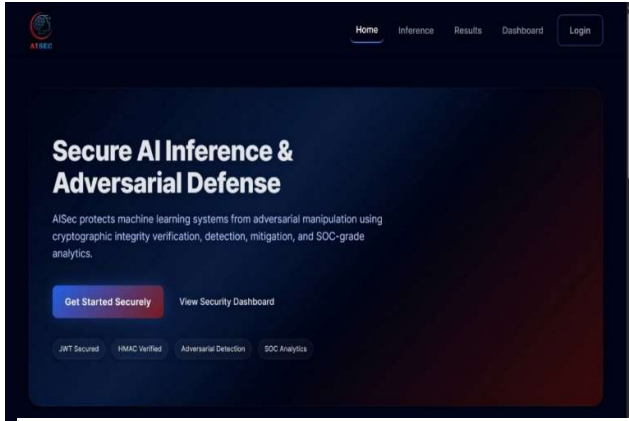 AISEC
Home Inference Results Dashboard Login
Secure AI Inference &
Adversarial Defense
AISec protects machine learning systems from adversarial manipulation using
cryptographic integrity verification, detection, mitigation, and SOC-grade
analytics.
Get Started Securely View Security Dashboard
JWT Secured HMAC Verified Adversarial Detection SOC Analytics